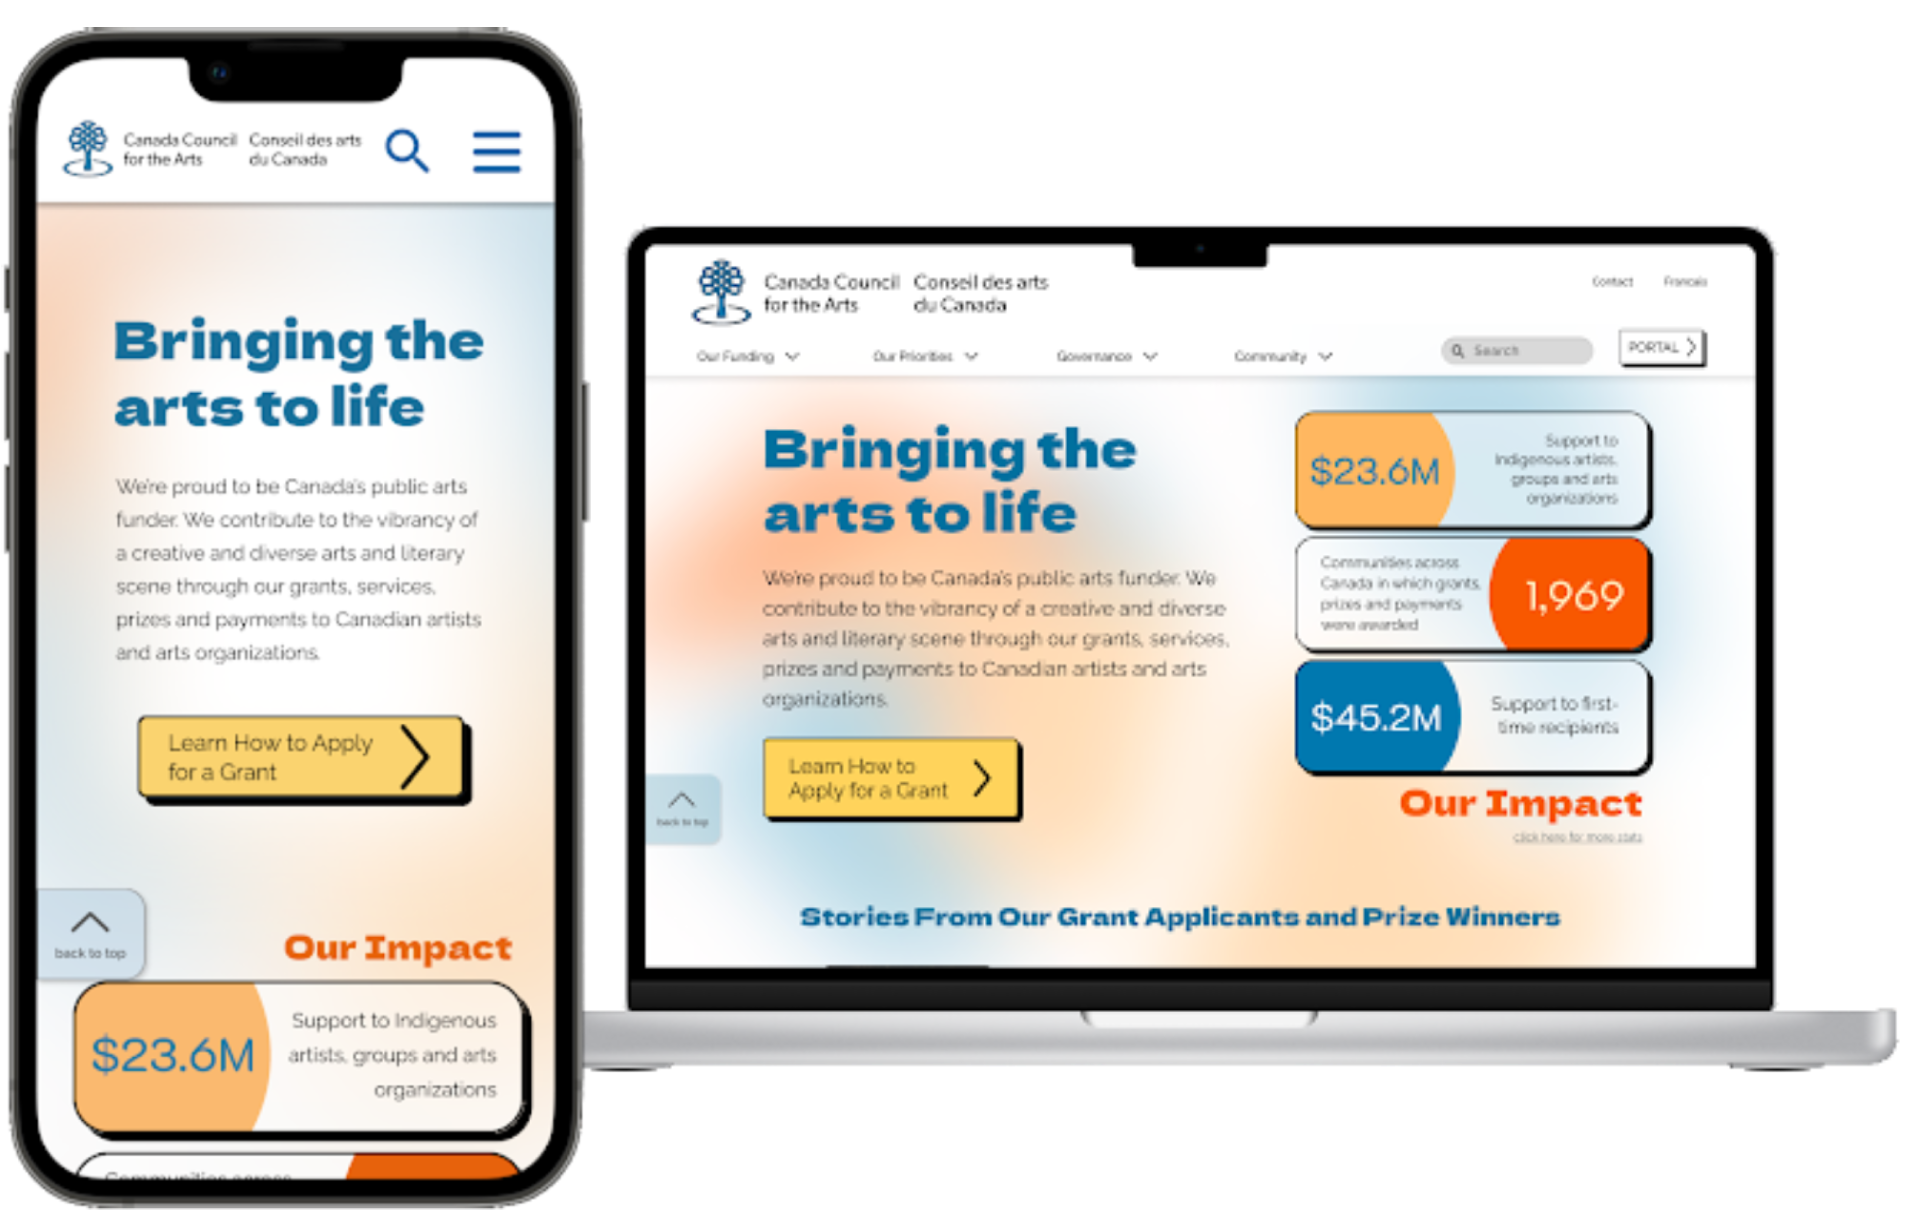 Canada Council Conseil des arts
for the Arts du Canada
Bringing the
arts to life
We're proud to be Canada's public arts
funder. We contribute to the vibrancy of
a creative and diverse arts and literary
scene through our grants, services,
prizes and payments to Canadian artists
and arts organizations.
Learn How to Apply
for a Grant
back to top
Our Impact
$23.6M
Support to Indigenous
artists, groups and arts
organizations
Communities across
Canada Council Conseil des arts
for the Arts du Canada
Contact Francais
Our Funding Our Priorities Governance Community Search PORTAL
Bringing the
arts to life
We're proud to be Canada's public arts funder. We
contribute to the vibrancy of a creative and diverse
arts and literary scene through our grants, services,
prizes and payments to Canadian artists and arts
organizations.
Learn How to
Apply for a Grant
back to top
$23.6M
Support to
Indigenous artists,
groups and arts
organizations
Communities across
Canada in which grants,
prizes and payments
were awarded
1,969
$45.2M
Support to first-
time recipients
Our Impact
click here for more stats
Stories From Our Grant Applicants and Prize Winners